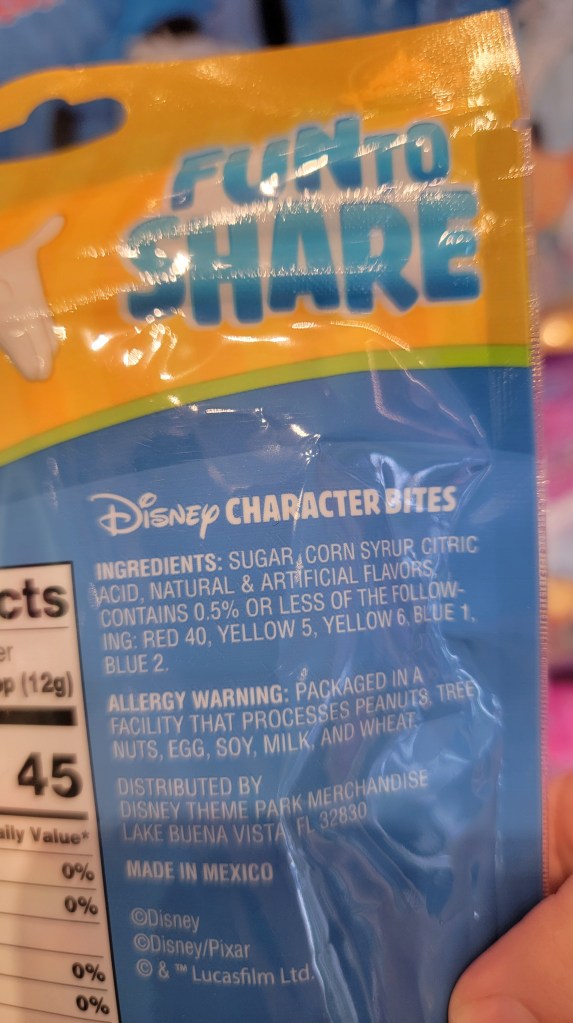 FUN TO
SHARE
Disney CHARACTER BITES
INGREDIENTS: SUGAR, CORN SYRUP, CITRIC
ACID, NATURAL & ARTIFICIAL FLAVORS,
CONTAINS 0.5% OR LESS OF THE FOLLOW-
ING: RED 40, YELLOW 5, YELLOW 6, BLUE 1,
BLUE 2.
ALLERGY WARNING: PACKAGED IN A
FACILITY THAT PROCESSES PEANUTS, TREE
NUTS, EGG, SOY, MILK, AND WHEAT.
DISTRIBUTED BY
DISNEY THEME PARK MERCHANDISE
LAKE BUENA VISTA, FL 32830
MADE IN MEXICO
©Disney
©Disney/Pixar
© & ™ Lucasfilm Ltd.
cts
er
op (12g)
45
aily Value*
0%
0%
0%
0%